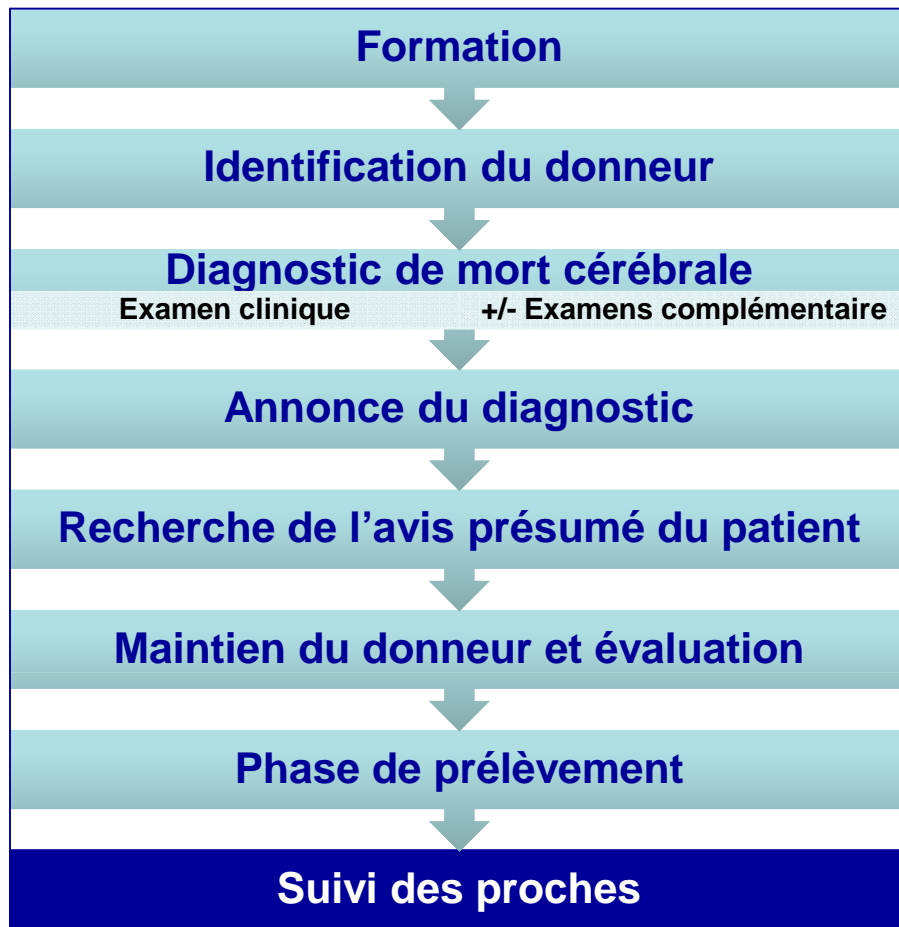 Formation
Identification du donneur
Diagnostic de mort cérébrale
Examen clinique +/- Examens complémentaire
Annonce du diagnostic
Recherche de l’avis présumé du patient
Maintien du donneur et évaluation
Phase de prélèvement
Suivi des proches